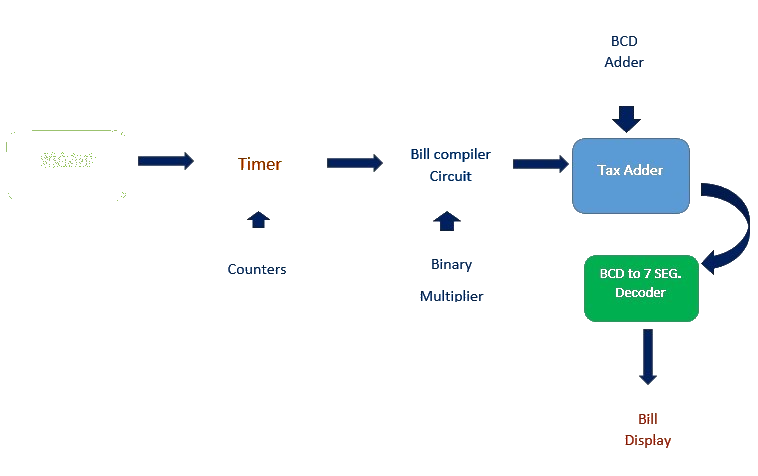 BCD
Adder
Timer
Bill compiler
Circuit
Tax Adder
Counters
Binary
Multiplier
BCD to 7 SEG.
Decoder
Bill
Display